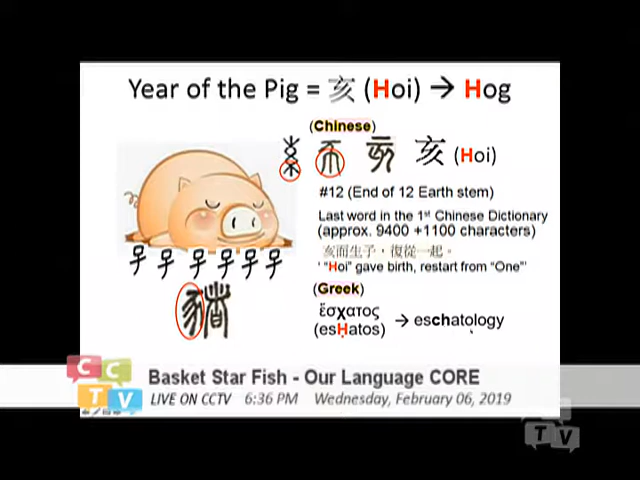 Year of the Pig = 亥 (Hoi) → Hog
(Chinese)
亥 (Hoi)
#12 (End of 12 Earth stem)
Last word in the 1st Chinese Dictionary
(approx. 9400 +1100 characters)
亥而生子，復從一起。
' "Hoi" gave birth, restart from "One"'
(Greek)
ἔσχατος → eschatology
(esHatos)
CCTV
Basket Star Fish - Our Language CORE
LIVE ON CCTV 6:36 PM Wednesday, February 06, 2019
TV